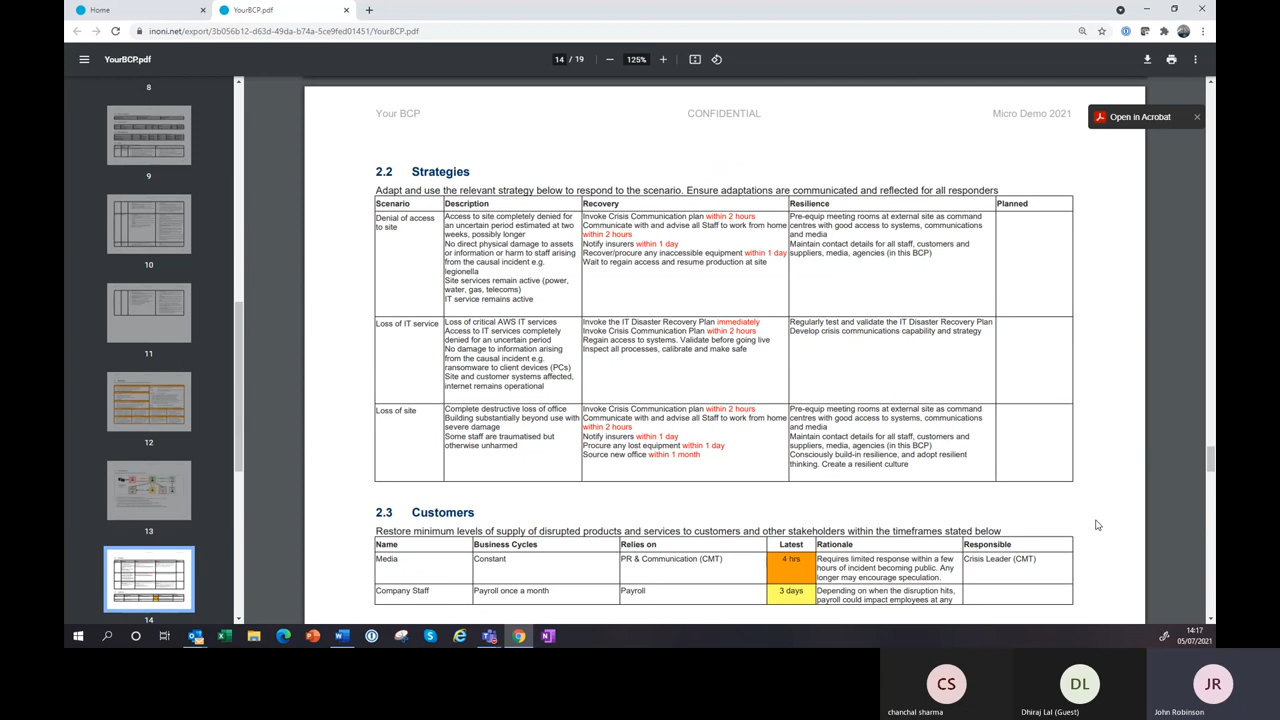 Home
YourBCP.pdf
inoni.net/export/3b056b12-d63d-49da-b74a-5ce9fed01451/YourBCP.pdf
YourBCP.pdf
14 / 19
125%
Open in Acrobat
8
9
10
11
12
13
14
Your BCP CONFIDENTIAL Micro Demo 2021
2.2 Strategies
Adapt and use the relevant strategy below to respond to the scenario. Ensure adaptations are communicated and reflected for all responders
Scenario Description Recovery Resilience Planned
Denial of access
to site
Access to site completely denied for
an uncertain period estimated at two
weeks, possibly longer
No direct physical damage to assets
or information or harm to staff arising
from the causal incident e.g.
legionella
Site services remain active (power,
water, gas, telecoms)
IT service remains active
Invoke Crisis Communication plan within 2 hours
Communicate with and advise all Staff to work from home
within 2 hours
Notify insurers within 1 day
Recover/procure any inaccessible equipment within 1 day
Wait to regain access and resume production at site
Pre-equip meeting rooms at external site as command
centres with good access to systems, communications
and media
Maintain contact details for all staff, customers and
suppliers, media, agencies (in this BCP)
Loss of IT service
Loss of critical AWS IT services
Access to IT services completely
denied for an uncertain period
No damage to information arising
from the causal incident e.g.
ransomware to client devices (PCs)
Site and customer systems affected,
internet remains operational
Invoke the IT Disaster Recovery Plan immediately
Invoke Crisis Communication Plan within 2 hours
Regain access to systems. Validate before going live
Inspect all processes, calibrate and make safe
Regularly test and validate the IT Disaster Recovery Plan
Develop crisis communications capability and strategy
Loss of site
Complete destructive loss of office
Building substantially beyond use with
severe damage
Some staff are traumatised but
otherwise unharmed
Invoke Crisis Communication plan within 2 hours
Communicate with and advise all Staff to work from home
within 2 hours
Notify insurers within 1 day
Procure any lost equipment within 1 day
Source new office within 1 month
Pre-equip meeting rooms at external site as command
centres with good access to systems, communications
and media
Maintain contact details for all staff, customers and
suppliers, media, agencies (in this BCP)
Consciously build-in resilience, and adopt resilient
thinking. Create a resilient culture
2.3 Customers
Restore minimum levels of supply of disrupted products and services to customers and other stakeholders within the timeframes stated below
Name Business Cycles Relies on Latest Rationale Responsible
Media Constant PR & Communication (CMT) 4 hrs
Requires limited response within a few
hours of incident becoming public. Any
longer may encourage speculation.
Crisis Leader (CMT)
Company Staff Payroll once a month Payroll 3 days
Depending on when the disruption hits,
payroll could impact employees at any
14:17
05/07/2021
CS
DL
JR
chanchal sharma
Dhiraj Lal (Guest)
John Robinson